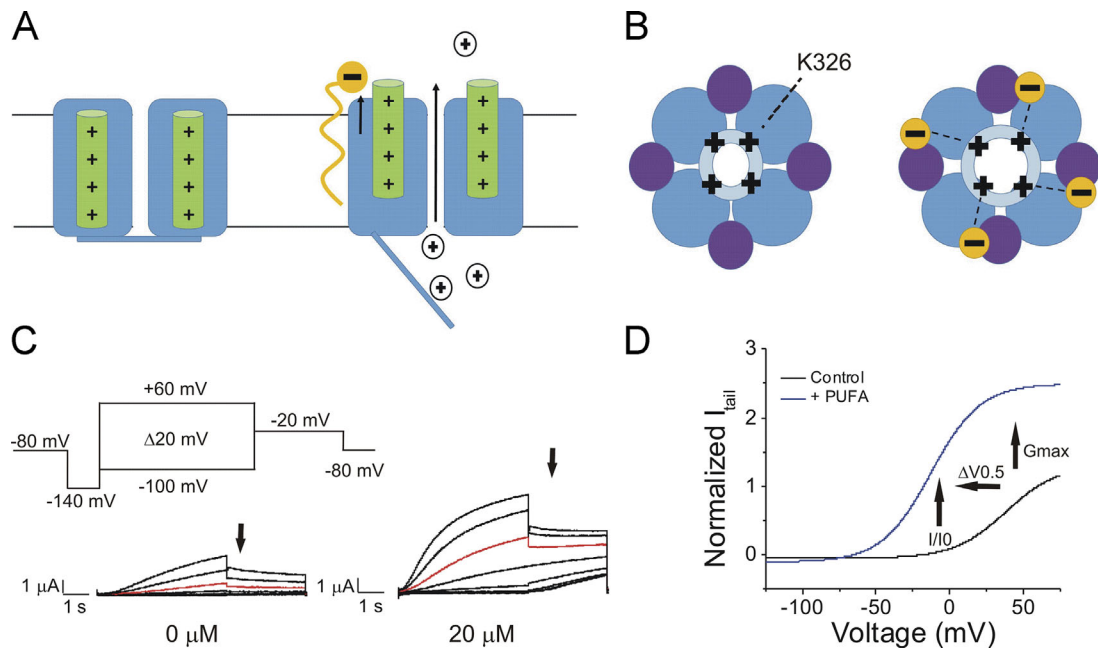 A
+ + + +
+ + + +
−
+ + + +
+ + + +
+
+
+
+
B
K326
+ +
+ +
−
−
+ +
−
+ +
−
C
+60 mV
-20 mV
-80 mV
Δ20 mV
-80 mV
-100 mV
-140 mV
1 μA
1 s
0 μM
1 μA
1 s
20 μM
D
3
Control
+ PUFA
2
Gmax
ΔV0.5
1
I/I0
0
Normalized Itail
-100
-50
0
50
Voltage (mV)